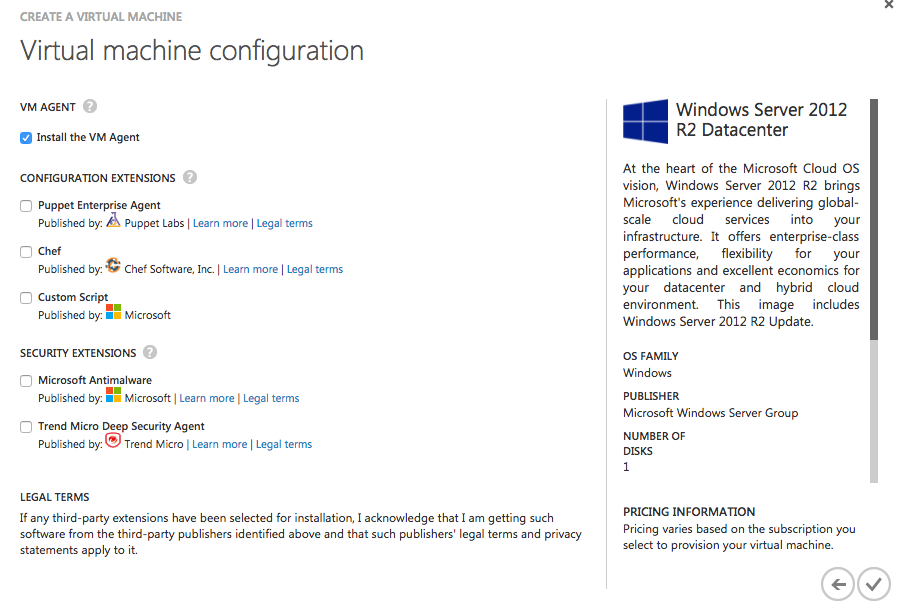 CREATE A VIRTUAL MACHINE
Virtual machine configuration
VM AGENT ?
Install the VM Agent
CONFIGURATION EXTENSIONS ?
Puppet Enterprise Agent
Published by: Puppet Labs | Learn more | Legal terms
Chef
Published by: Chef Software, Inc. | Learn more | Legal terms
Custom Script
Published by: Microsoft
SECURITY EXTENSIONS ?
Microsoft Antimalware
Published by: Microsoft | Learn more | Legal terms
Trend Micro Deep Security Agent
Published by: Trend Micro | Learn more | Legal terms
LEGAL TERMS
If any third-party extensions have been selected for installation, I acknowledge that I am getting such
software from the third-party publishers identified above and that such publishers' legal terms and privacy
statements apply to it.
Windows Server 2012
R2 Datacenter
At the heart of the Microsoft Cloud OS
vision, Windows Server 2012 R2 brings
Microsoft's experience delivering global-
scale cloud services into your
infrastructure. It offers enterprise-class
performance, flexibility for your
applications and excellent economics for
your datacenter and hybrid cloud
environment. This image includes
Windows Server 2012 R2 Update.
OS FAMILY
Windows
PUBLISHER
Microsoft Windows Server Group
NUMBER OF
DISKS
1
PRICING INFORMATION
Pricing varies based on the subscription you
select to provision your virtual machine.